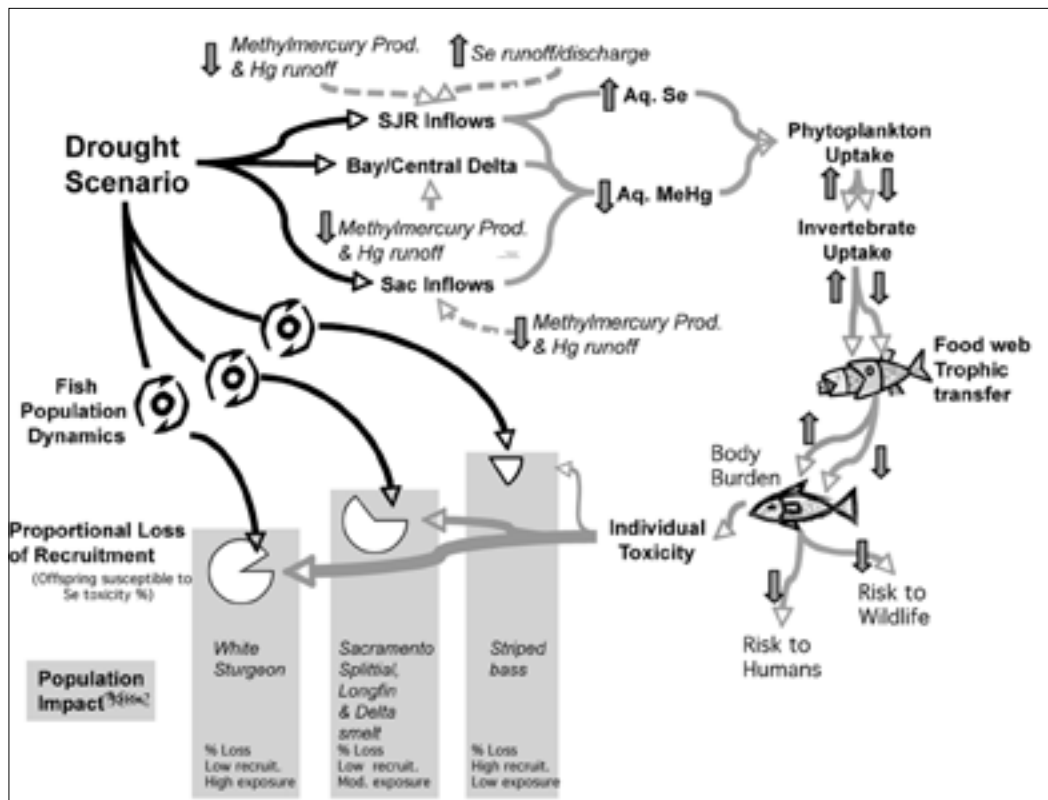 Methylmercury Prod.
& Hg runoff
Se runoff/discharge
Drought
Scenario
SJR Inflows
Bay/Central Delta
Methylmercury Prod.
& Hg runoff
Sac Inflows
Methylmercury Prod.
& Hg runoff
Aq. Se
Aq. MeHg
Phytoplankton
Uptake
Invertebrate
Uptake
Food web
Trophic
transfer
Body
Burden
Individual
Toxicity
Risk to
Wildlife
Risk to
Humans
Fish
Population
Dynamics
Proportional Loss
of Recruitment
(Offspring susceptible to
Se toxicity %)
Population
Impact
White
Sturgeon
% Loss
Low recruit.
High exposure
Sacramento
Splittial,
Longfin
& Delta
smelt
% Loss
Low recruit.
Mod. exposure
Striped
bass
% Loss
High recruit.
Low exposure